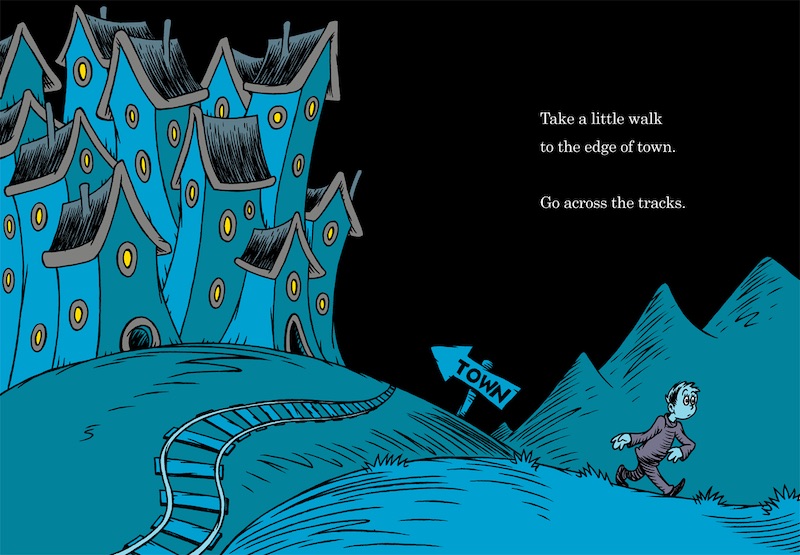 Take a little walk
to the edge of town.
Go across the tracks.
TOWN